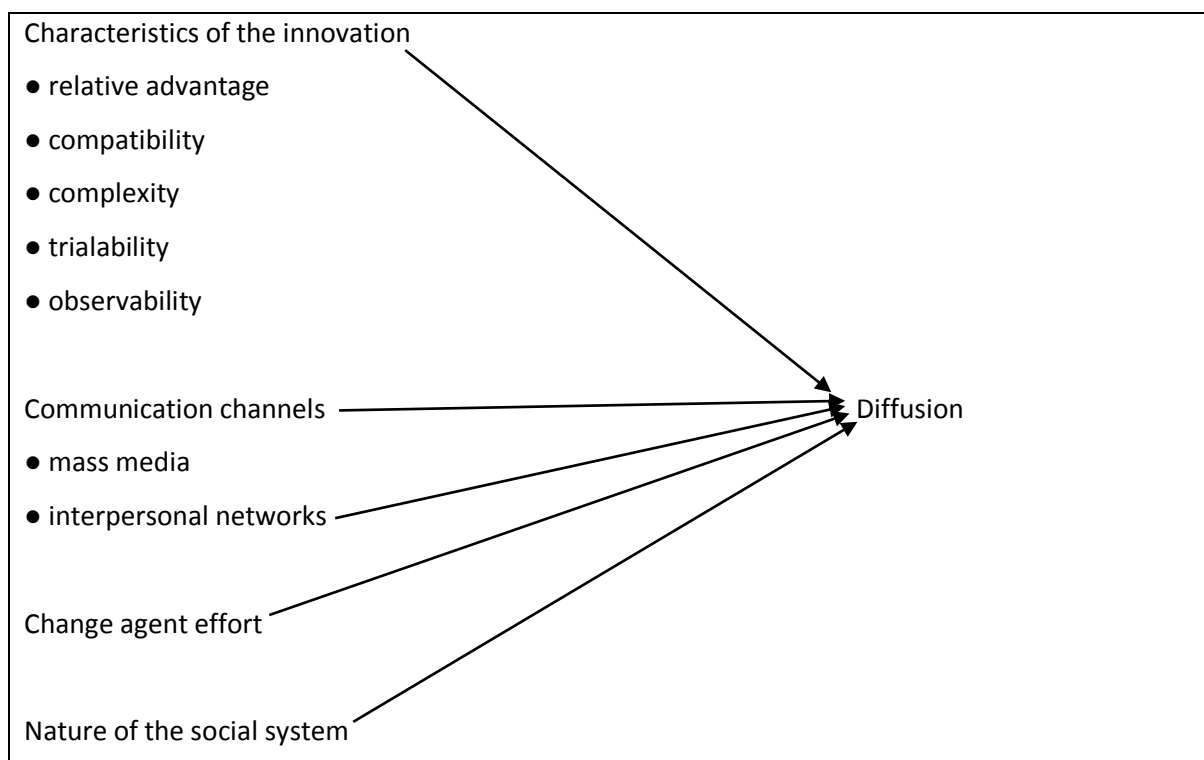 Characteristics of the innovation
● relative advantage
● compatibility
● complexity
● trialability
● observability
Communication channels
Diffusion
● mass media
● interpersonal networks
Change agent effort
Nature of the social system